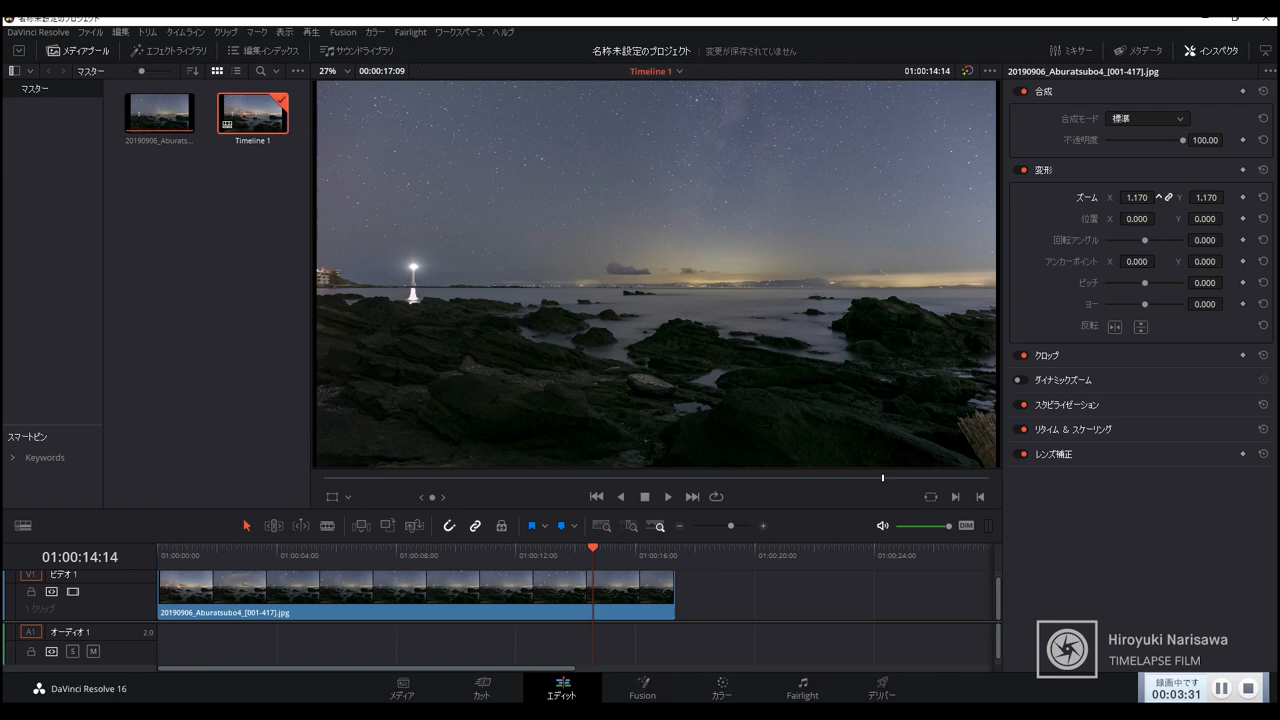 名称未設定のプロジェクト
DaVinci Resolve ファイル 編集 トリム タイムライン クリップ マーク 表示 再生 Fusion カラー Fairlight ワークスペース ヘルプ
メディアプール エフェクトライブラリ 編集インデックス サウンドライブラリ 名称未設定のプロジェクト 変更が保存されていません ミキサー メタデータ インスペクタ
マスター 27% 00:00:17:09 Timeline 1 01:00:14:14 20190906_Aburatsubo4_[001-417].jpg
マスター
20190906_Aburats...
Timeline 1
スマートビン
Keywords
合成
合成モード 標準
不透明度 100.00
変形
ズーム X 1.170 Y 1.170
位置 X 0.000 Y 0.000
回転アングル 0.000
アンカーポイント X 0.000 Y 0.000
ピッチ 0.000
ヨー 0.000
反転
クロップ
ダイナミックズーム
スタビライゼーション
リタイム & スケーリング
レンズ補正
DIM
01:00:14:14
01:00:00:00 01:00:04:00 01:00:08:00 01:00:12:00 01:00:16:00 01:00:20:00 01:00:24:00
V1 ビデオ 1
1 クリップ
20190906_Aburatsubo4_[001-417].jpg
A1 オーディオ 1 2.0
S M
Hiroyuki Narisawa
TIMELAPSE FILM
DaVinci Resolve 16
メディア カット エディット Fusion カラー Fairlight デリバー
録画中です
00:03:31